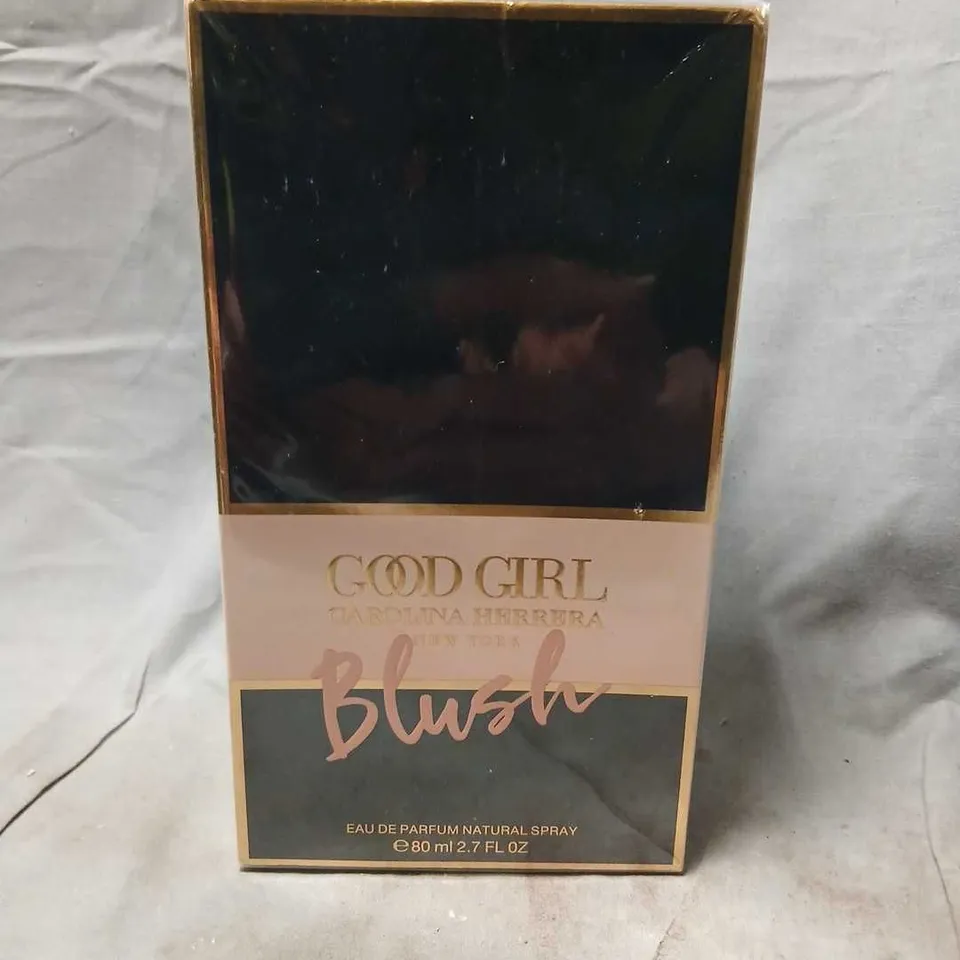 GOOD GIRL
CAROLINA HERRERA
NEW YORK
Blush
EAU DE PARFUM NATURAL SPRAY
℮80 ml 2.7 FL OZ